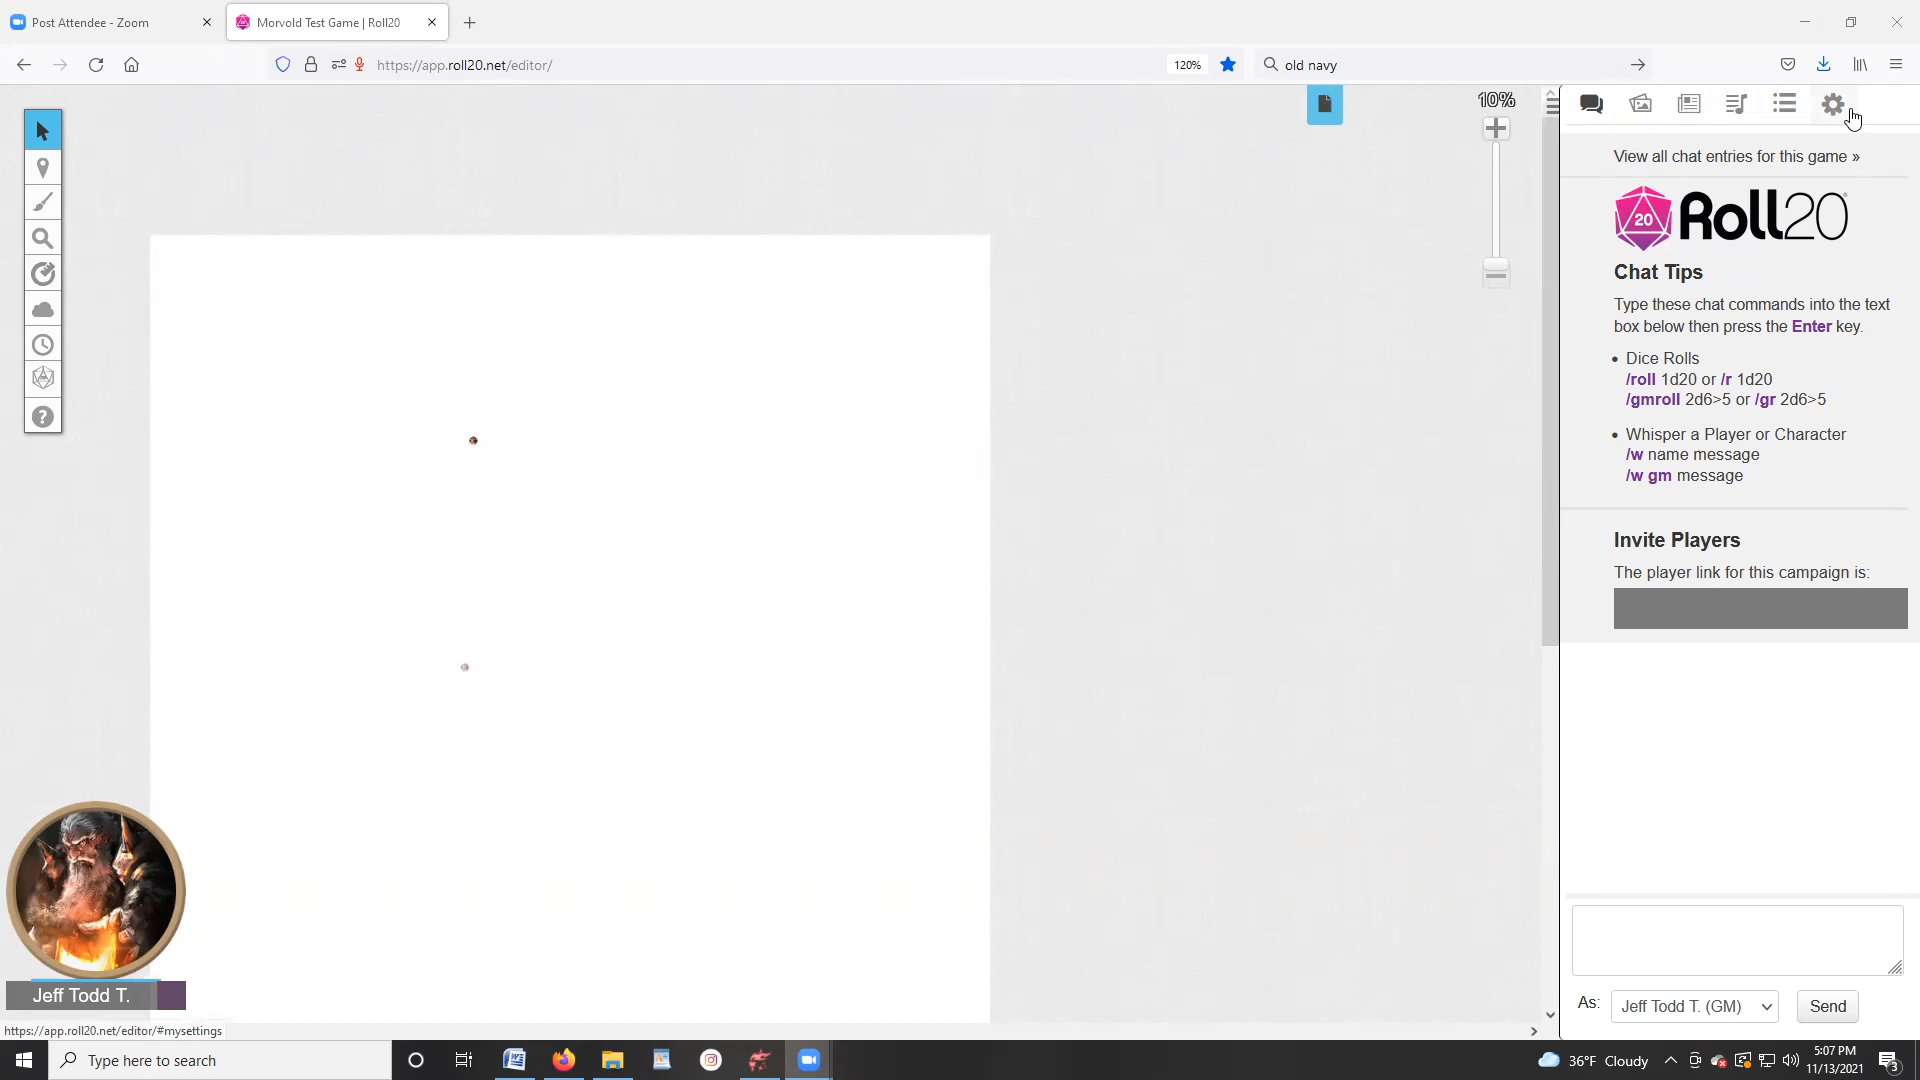 Post Attendee - Zoom
Morvold Test Game | Roll20
https://app.roll20.net/editor/
120%
old navy
10%
View all chat entries for this game »
20 Roll20
Chat Tips
Type these chat commands into the text
box below then press the Enter key.
• Dice Rolls
/roll 1d20 or /r 1d20
/gmroll 2d6>5 or /gr 2d6>5
• Whisper a Player or Character
/w name message
/w gm message
Invite Players
The player link for this campaign is:
Jeff Todd T.
As: Jeff Todd T. (GM)
Send
https://app.roll20.net/editor/#mysettings
Type here to search
36°F Cloudy
5:07 PM
11/13/2021
3